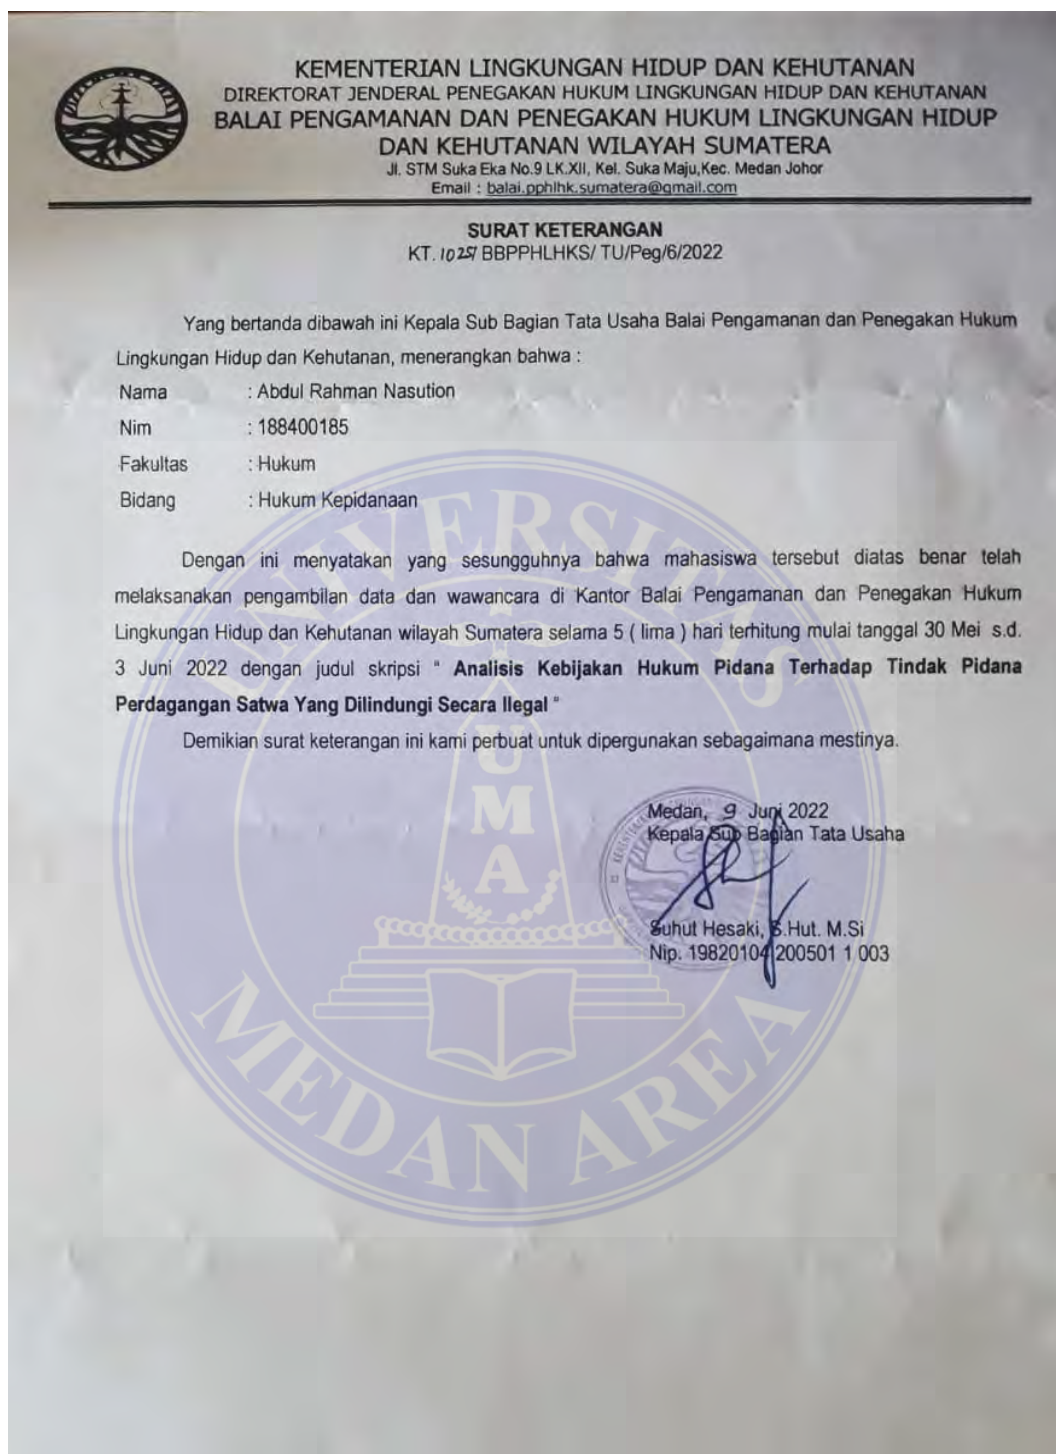 KEMENTERIAN LINGKUNGAN HIDUP DAN KEHUTANAN
DIREKTORAT JENDERAL PENEGAKAN HUKUM LINGKUNGAN HIDUP DAN KEHUTANAN
BALAI PENGAMANAN DAN PENEGAKAN HUKUM LINGKUNGAN HIDUP
DAN KEHUTANAN WILAYAH SUMATERA
Jl. STM Suka Eka No.9 LK.XII, Kel. Suka Maju,Kec. Medan Johor
Email : balai.pphlhk.sumatera@gmail.com
SURAT KETERANGAN
KT. BBPPHLHKS/ TU/Peg/6/2022
Yang bertanda dibawah ini Kepala Sub Bagian Tata Usaha Balai Pengamanan dan Penegakan Hukum
Lingkungan Hidup dan Kehutanan, menerangkan bahwa :
Nama : Abdul Rahman Nasution
Nim : 188400185
Fakultas : Hukum
Bidang : Hukum Kepidanaan
Dengan ini menyatakan yang sesungguhnya bahwa mahasiswa tersebut diatas benar telah
melaksanakan pengambilan data dan wawancara di Kantor Balai Pengamanan dan Penegakan Hukum
Lingkungan Hidup dan Kehutanan wilayah Sumatera selama 5 ( lima ) hari terhitung mulai tanggal 30 Mei s.d.
3 Juni 2022 dengan judul skripsi " Analisis Kebijakan Hukum Pidana Terhadap Tindak Pidana
Perdagangan Satwa Yang Dilindungi Secara Ilegal "
Demikian surat keterangan ini kami perbuat untuk dipergunakan sebagaimana mestinya.
Medan, 9 Juni 2022
Kepala Sub Bagian Tata Usaha
Suhut Hesaki, S.Hut. M.Si
Nip. 19820104 200501 1 003
UNIVERSITAS
UMA
MEDAN AREA